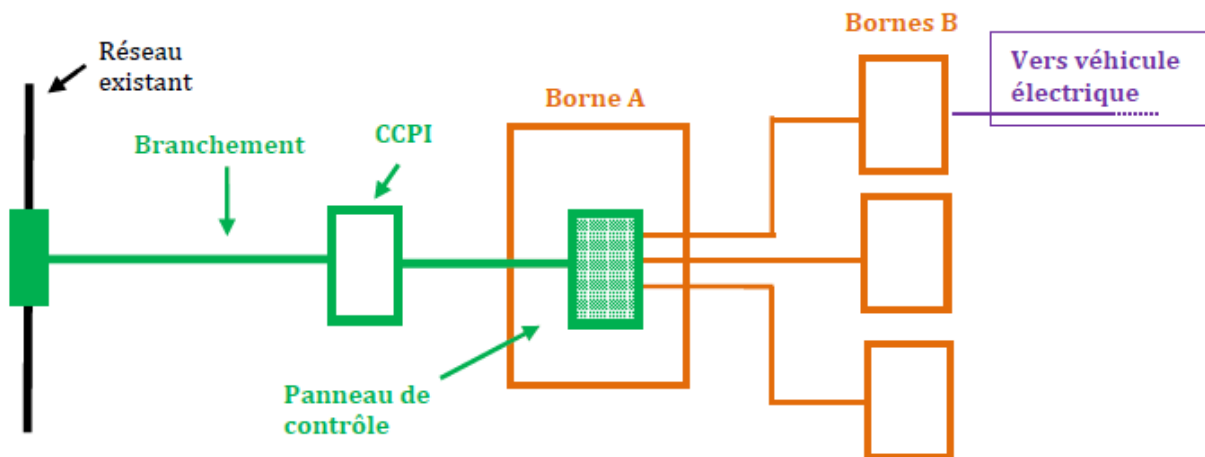 Réseau
existant
Branchement
CCPI
Borne A
Bornes B
Vers véhicule
électrique
Panneau de
contrôle